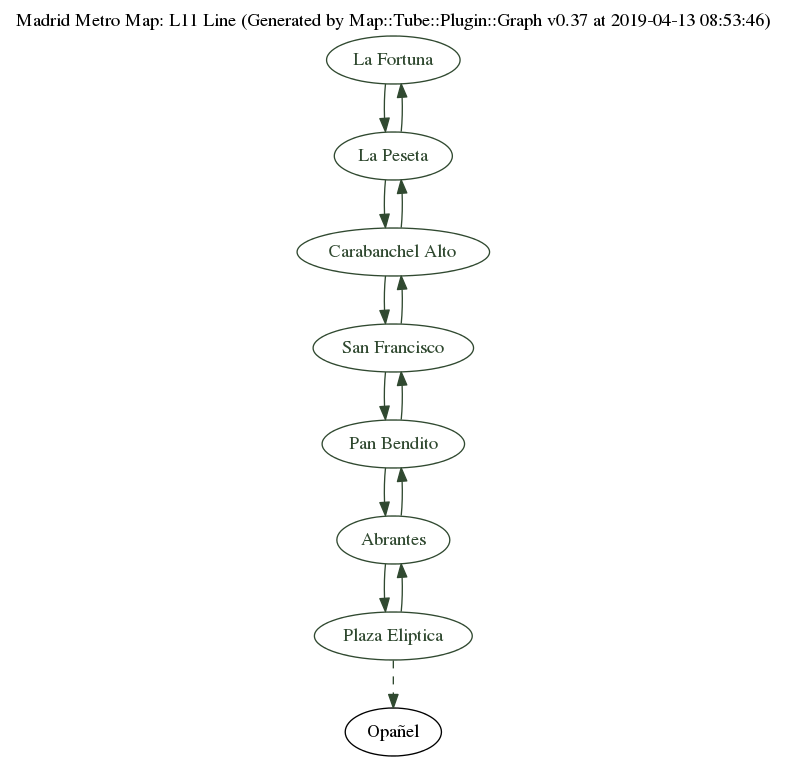 Madrid Metro Map: L11 Line (Generated by Map::Tube::Plugin::Graph v0.37 at 2019-04-13 08:53:46)
La Fortuna
La Peseta
Carabanchel Alto
San Francisco
Pan Bendito
Abrantes
Plaza Eliptica
Opañel